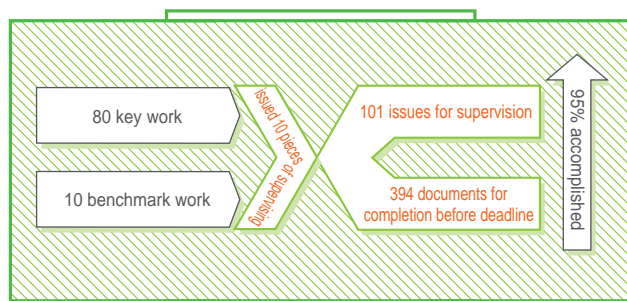 80 key work
10 benchmark work
issued 10 pieces of supervising
101 issues for supervision
394 documents for
completion before deadline
95% accomplished